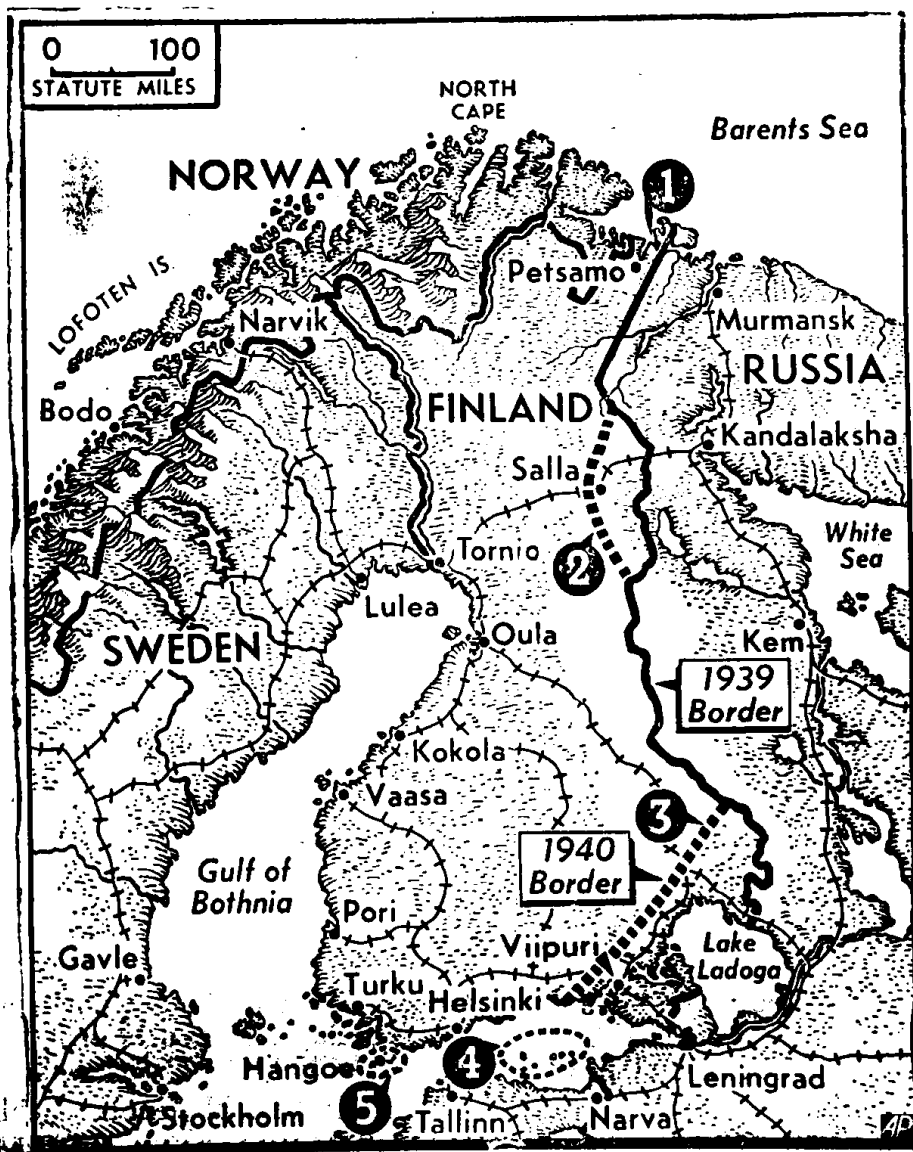 0 100
STATUTE MILES
NORTH
CAPE
Barents Sea
NORWAY
1
Petsamo
LOFOTEN IS.
Narvik
Murmansk
RUSSIA
Bodo
FINLAND
Kandalaksha
Salla
White
Sea
Tornio
2
Lulea
Oula
Kem
SWEDEN
1939
Border
Kokola
Vaasa
3
1940
Border
Gulf of
Bothnia
Pori
Viipuri
Lake
Ladoga
Gavle
Turku
Helsinki
Hangoe
4
Leningrad
5
Stockholm
Tallinn
Narva
AP